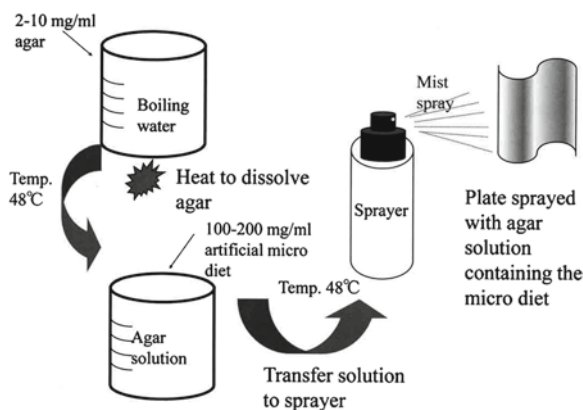 2-10 mg/ml
agar
Boiling
water
Temp.
48℃
Heat to dissolve
agar
100-200 mg/ml
artificial micro
diet
Agar
solution
Temp. 48℃
Transfer solution
to sprayer
Sprayer
Mist
spray
Plate sprayed
with agar
solution
containing the
micro diet